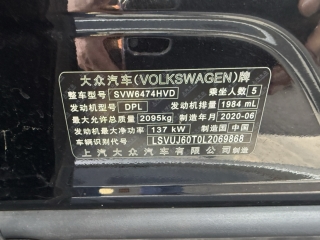 大众汽车(VOLKSWAGEN)牌
整车型号 SVW6474HVD 乘坐人数 5
发动机型号 DPL 发动机排量 1984 mL
最大允许总质量 2095kg 制造年月 2020-06
发动机最大净功率 137 kW 制造国 中国
车辆识别代号 LSVUJ60T0L2069868
上汽大众汽车有限公司制造